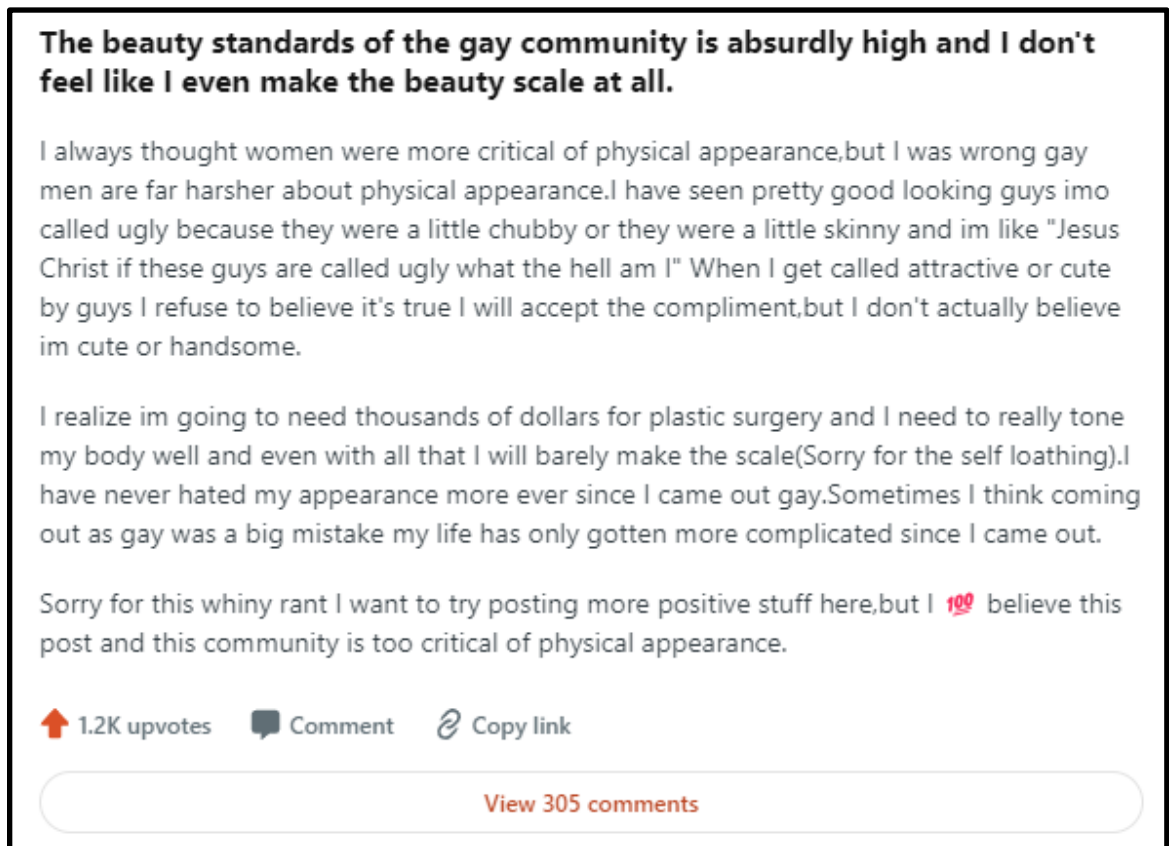 The beauty standards of the gay community is absurdly high and I don't
feel like I even make the beauty scale at all.
I always thought women were more critical of physical appearance,but I was wrong gay
men are far harsher about physical appearance.I have seen pretty good looking guys imo
called ugly because they were a little chubby or they were a little skinny and im like "Jesus
Christ if these guys are called ugly what the hell am I" When I get called attractive or cute
by guys I refuse to believe it's true I will accept the compliment,but I don't actually believe
im cute or handsome.
I realize im going to need thousands of dollars for plastic surgery and I need to really tone
my body well and even with all that I will barely make the scale(Sorry for the self loathing).I
have never hated my appearance more ever since I came out gay.Sometimes I think coming
out as gay was a big mistake my life has only gotten more complicated since I came out.
Sorry for this whiny rant I want to try posting more positive stuff here,but I 💯 believe this
post and this community is too critical of physical appearance.
1.2K upvotes Comment Copy link
View 305 comments